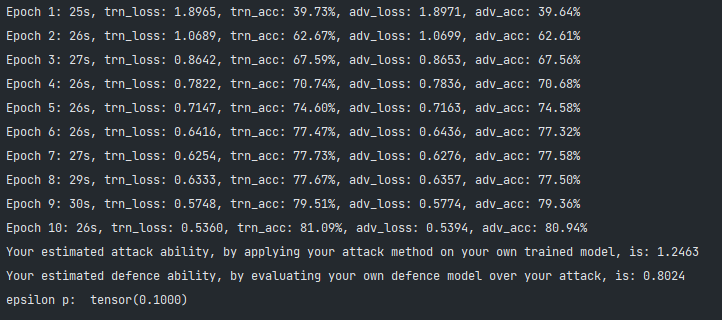 Epoch 1: 25s, trn_loss: 1.8965, trn_acc: 39.73%, adv_loss: 1.8971, adv_acc: 39.64%
Epoch 2: 26s, trn_loss: 1.0689, trn_acc: 62.67%, adv_loss: 1.0699, adv_acc: 62.61%
Epoch 3: 27s, trn_loss: 0.8642, trn_acc: 67.59%, adv_loss: 0.8653, adv_acc: 67.56%
Epoch 4: 26s, trn_loss: 0.7822, trn_acc: 70.74%, adv_loss: 0.7836, adv_acc: 70.68%
Epoch 5: 26s, trn_loss: 0.7147, trn_acc: 74.60%, adv_loss: 0.7163, adv_acc: 74.58%
Epoch 6: 26s, trn_loss: 0.6416, trn_acc: 77.47%, adv_loss: 0.6436, adv_acc: 77.32%
Epoch 7: 27s, trn_loss: 0.6254, trn_acc: 77.73%, adv_loss: 0.6276, adv_acc: 77.58%
Epoch 8: 29s, trn_loss: 0.6333, trn_acc: 77.67%, adv_loss: 0.6357, adv_acc: 77.50%
Epoch 9: 30s, trn_loss: 0.5748, trn_acc: 79.51%, adv_loss: 0.5774, adv_acc: 79.36%
Epoch 10: 26s, trn_loss: 0.5360, trn_acc: 81.09%, adv_loss: 0.5394, adv_acc: 80.94%
Your estimated attack ability, by applying your attack method on your own trained model, is: 1.2463
Your estimated defence ability, by evaluating your own defence model over your attack, is: 0.8024
epsilon p:  tensor(0.1000)